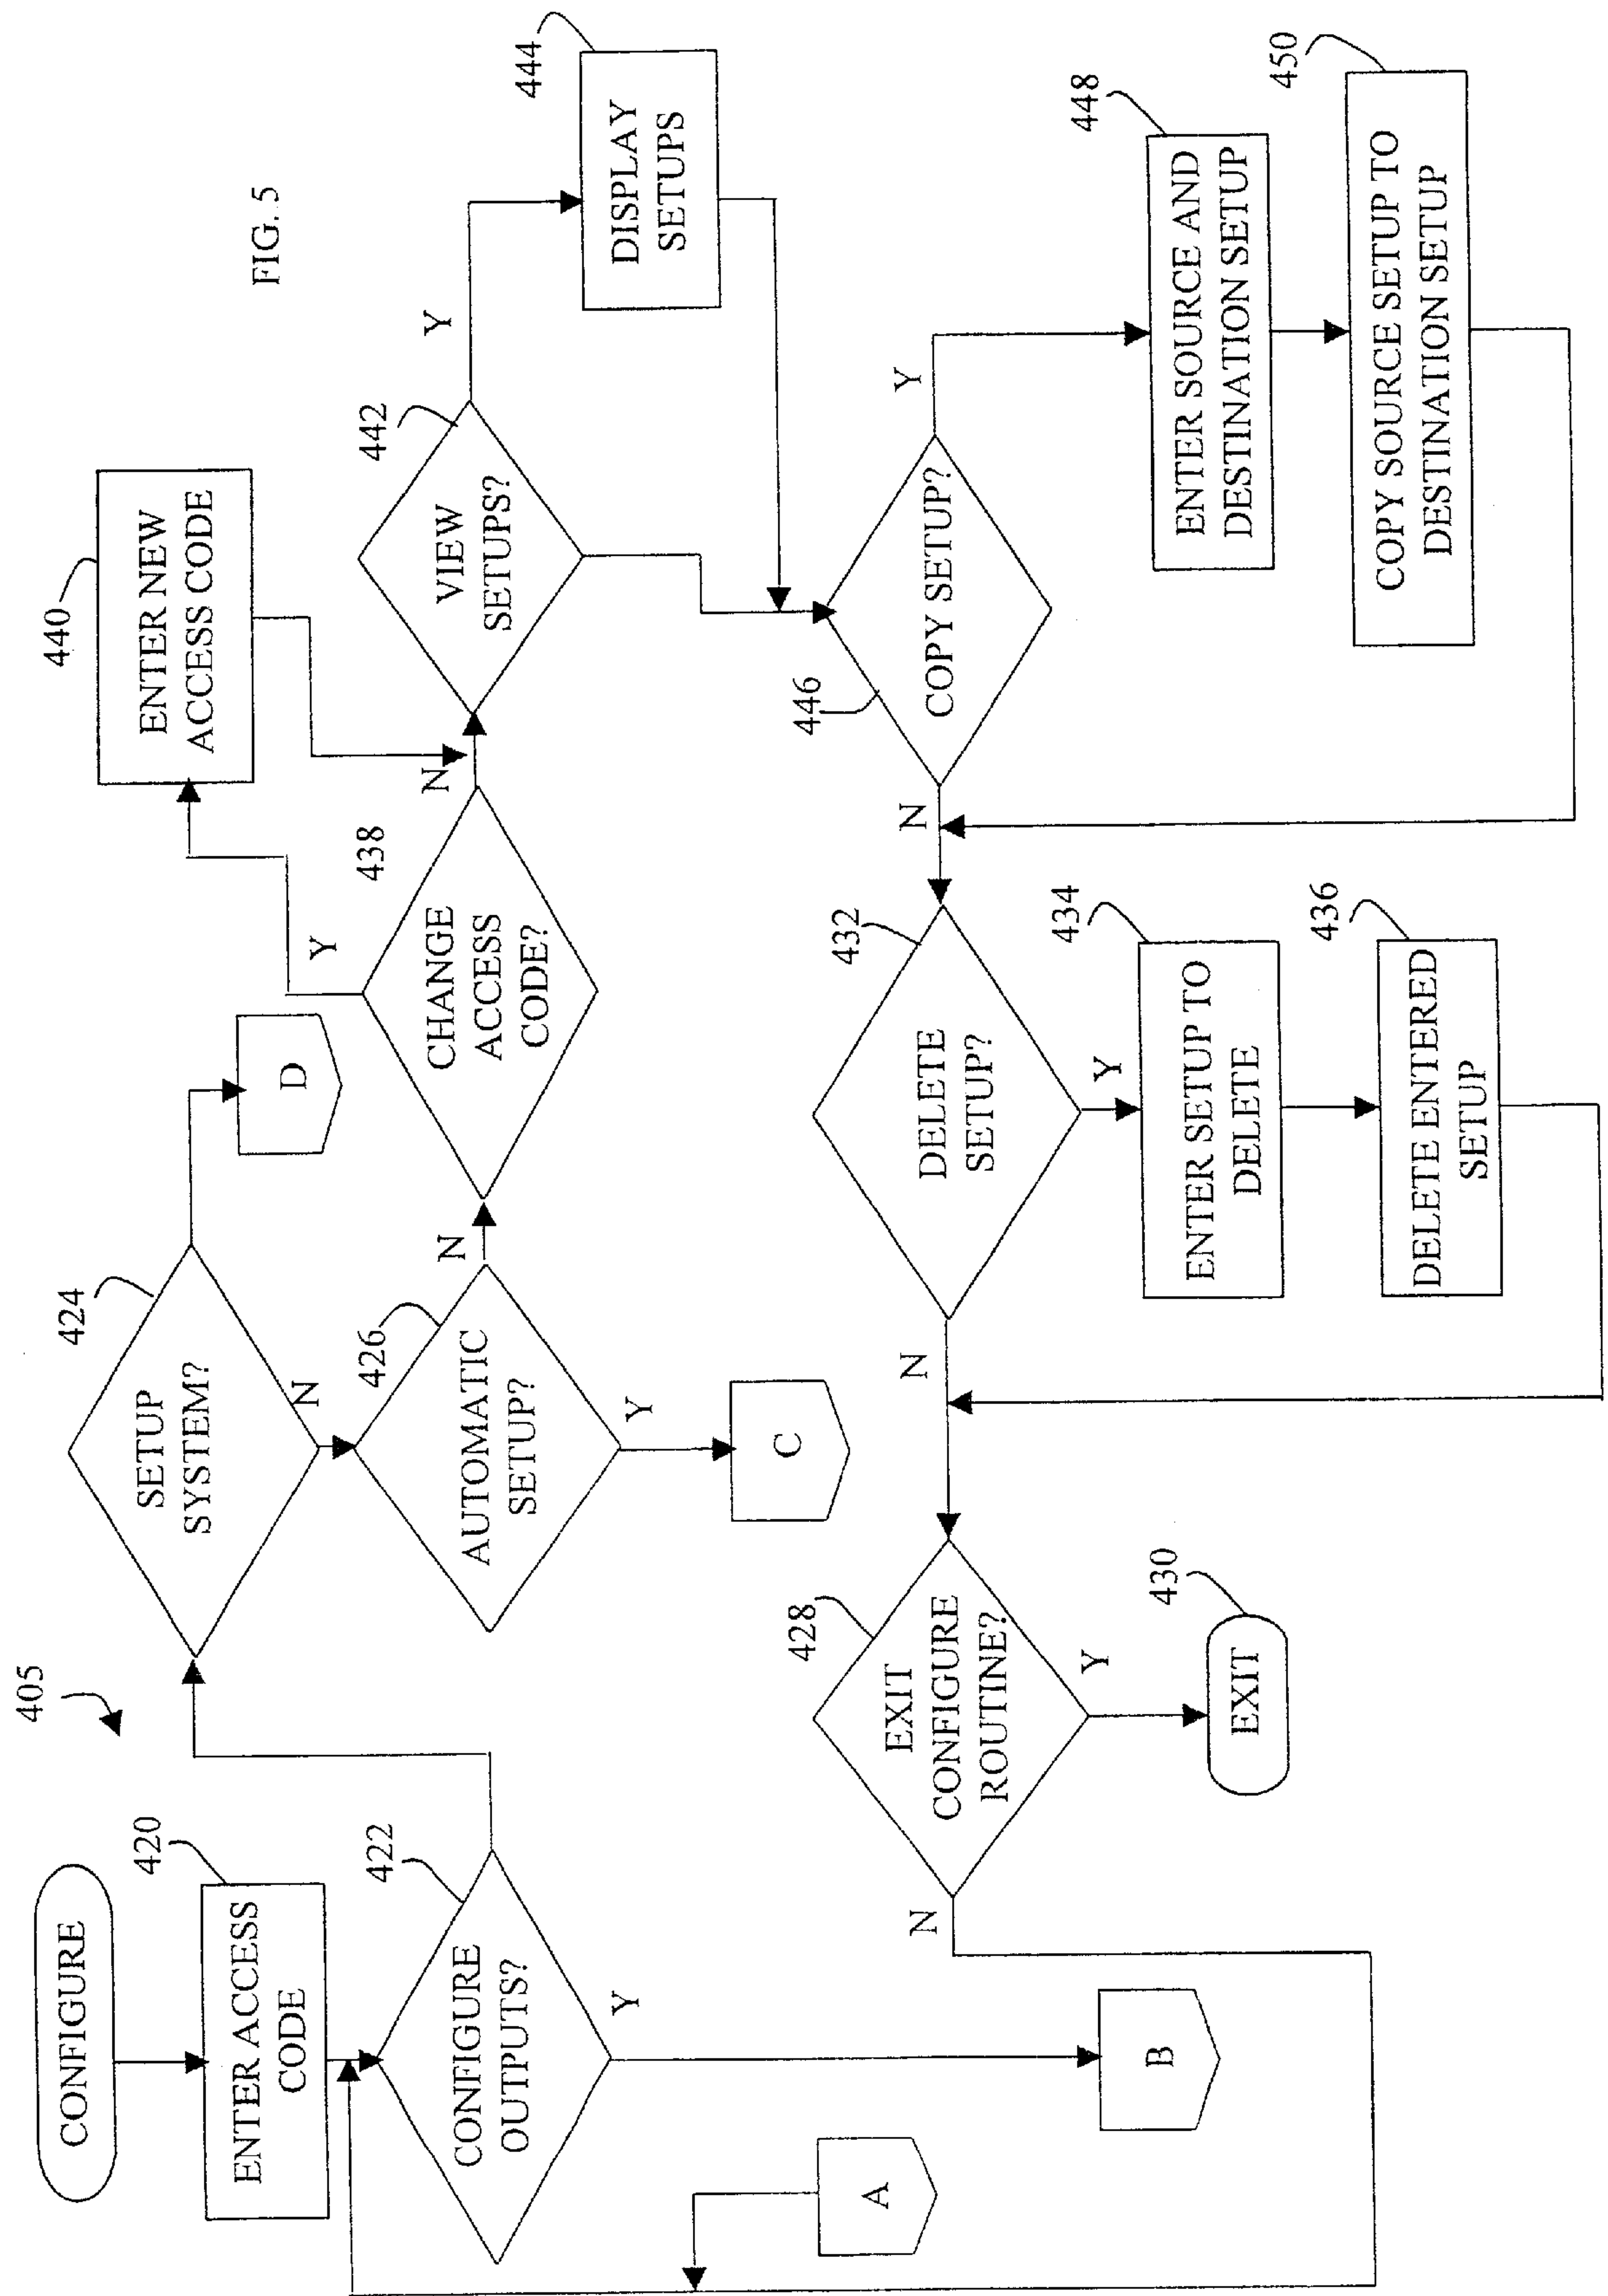 FIG. 5
405
CONFIGURE
420
ENTER ACCESS
CODE
422
CONFIGURE
OUTPUTS?
Y
B
A
424
SETUP
SYSTEM?
N
D
426
AUTOMATIC
SETUP?
Y
C
N
438
CHANGE
ACCESS
CODE?
Y
N
440
ENTER NEW
ACCESS CODE
442
VIEW
SETUPS?
Y
444
DISPLAY
SETUPS
446
COPY SETUP?
Y
N
448
ENTER SOURCE AND
DESTINATION SETUP
450
COPY SOURCE SETUP TO
DESTINATION SETUP
432
DELETE
SETUP?
Y
N
434
ENTER SETUP TO
DELETE
436
DELETE ENTERED
SETUP
428
EXIT
CONFIGURE
ROUTINE?
N
Y
430
EXIT